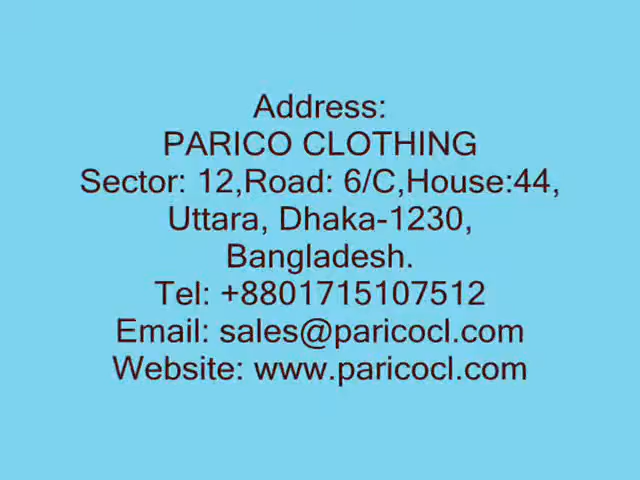 Address:
PARICO CLOTHING
Sector: 12,Road: 6/C,House:44,
Uttara, Dhaka-1230,
Bangladesh.
Tel: +8801715107512
Email: sales@paricocl.com
Website: www.paricocl.com